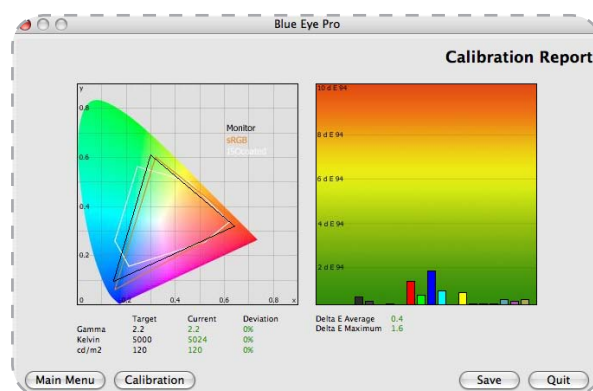 Blue Eye Pro
Calibration Report
y
0.8
0.6
0.4
0.2
0.2
0.4
0.6
0.8
x
Monitor
sRGB
ISOcoated
10 d E 94
8 d E 94
6 d E 94
4 d E 94
2 d E 94
Target Current Deviation
Gamma 2.2 2.2 0%
Kelvin 5000 5024 0%
cd/m2 120 120 0%
Delta E Average 0.4
Delta E Maximum 1.6
Main Menu
Calibration
Save
Quit